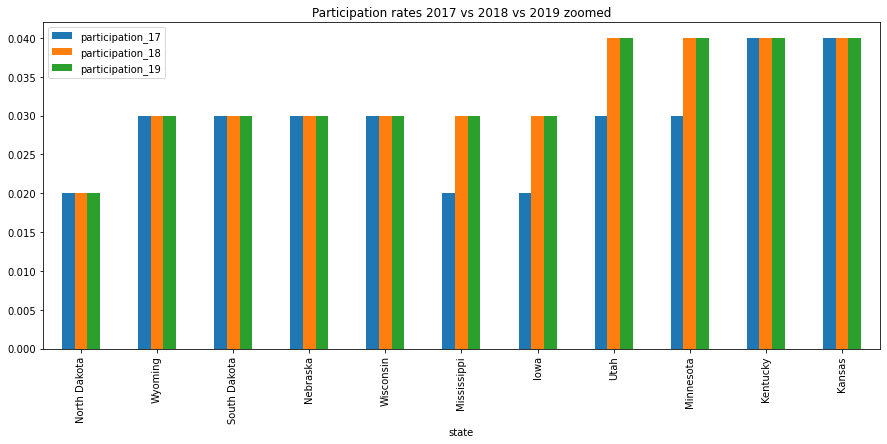 Participation rates 2017 vs 2018 vs 2019 zoomed
participation_17
participation_18
participation_19
0.040
0.035
0.030
0.025
0.020
0.015
0.010
0.005
0.000
North Dakota
Wyoming
South Dakota
Nebraska
Wisconsin
Mississippi
Iowa
Utah
Minnesota
Kentucky
Kansas
state